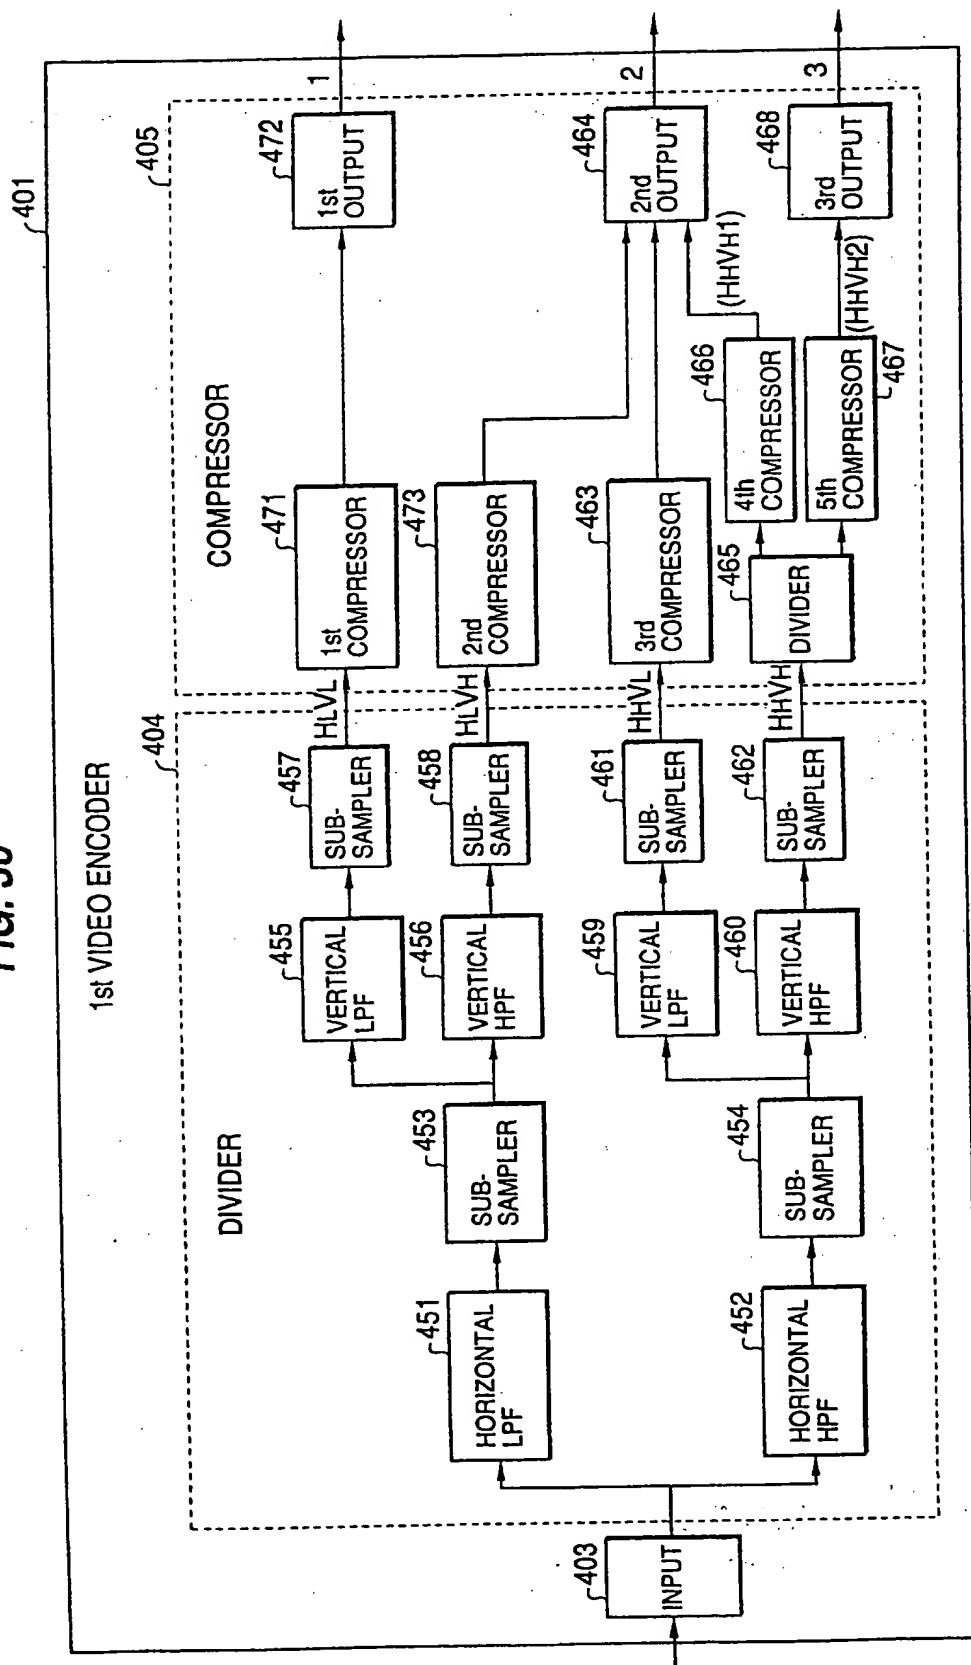 1st VIDEO ENCODER
401
403
INPUT
404
DIVIDER
451
HORIZONTAL
LPF
452
HORIZONTAL
HPF
453
SUB-
SAMPLER
454
SUB-
SAMPLER
455
VERTICAL
LPF
456
VERTICAL
HPF
459
VERTICAL
LPF
460
VERTICAL
HPF
457
SUB-
SAMPLER
458
SUB-
SAMPLER
461
SUB-
SAMPLER
462
SUB-
SAMPLER
HLVL
HLVH
HHVL
HHVH
405
COMPRESSOR
471
1st
COMPRESSOR
473
2nd
COMPRESSOR
463
3rd
COMPRESSOR
465
DIVIDER
466
4th
COMPRESSOR
5th
COMPRESSOR
467
(HHVH1)
(HHVH2)
472
1st
OUTPUT
464
2nd
OUTPUT
468
3rd
OUTPUT
1
2
3